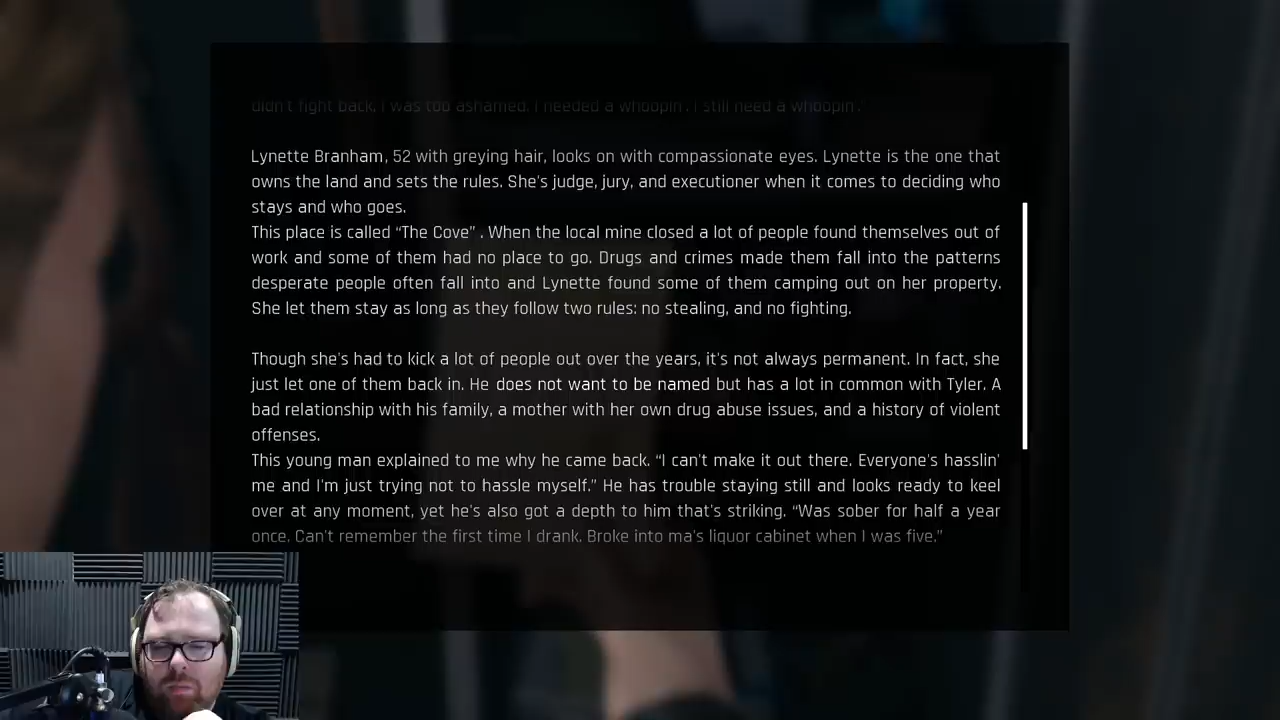 didn't fight back. I was too ashamed. I needed a whoopin'. I still need a whoopin'."
Lynette Branham, 52 with greying hair, looks on with compassionate eyes. Lynette is the one that
owns the land and sets the rules. She's judge, jury, and executioner when it comes to deciding who
stays and who goes.
This place is called “The Cove” . When the local mine closed a lot of people found themselves out of
work and some of them had no place to go. Drugs and crimes made them fall into the patterns
desperate people often fall into and Lynette found some of them camping out on her property.
She let them stay as long as they follow two rules: no stealing, and no fighting.
Though she's had to kick a lot of people out over the years, it's not always permanent. In fact, she
just let one of them back in. He does not want to be named but has a lot in common with Tyler. A
bad relationship with his family, a mother with her own drug abuse issues, and a history of violent
offenses.
This young man explained to me why he came back. “I can't make it out there. Everyone's hasslin'
me and I'm just trying not to hassle myself.” He has trouble staying still and looks ready to keel
over at any moment, yet he's also got a depth to him that's striking. “Was sober for half a year
once. Can't remember the first time I drank. Broke into ma's liquor cabinet when I was five.”